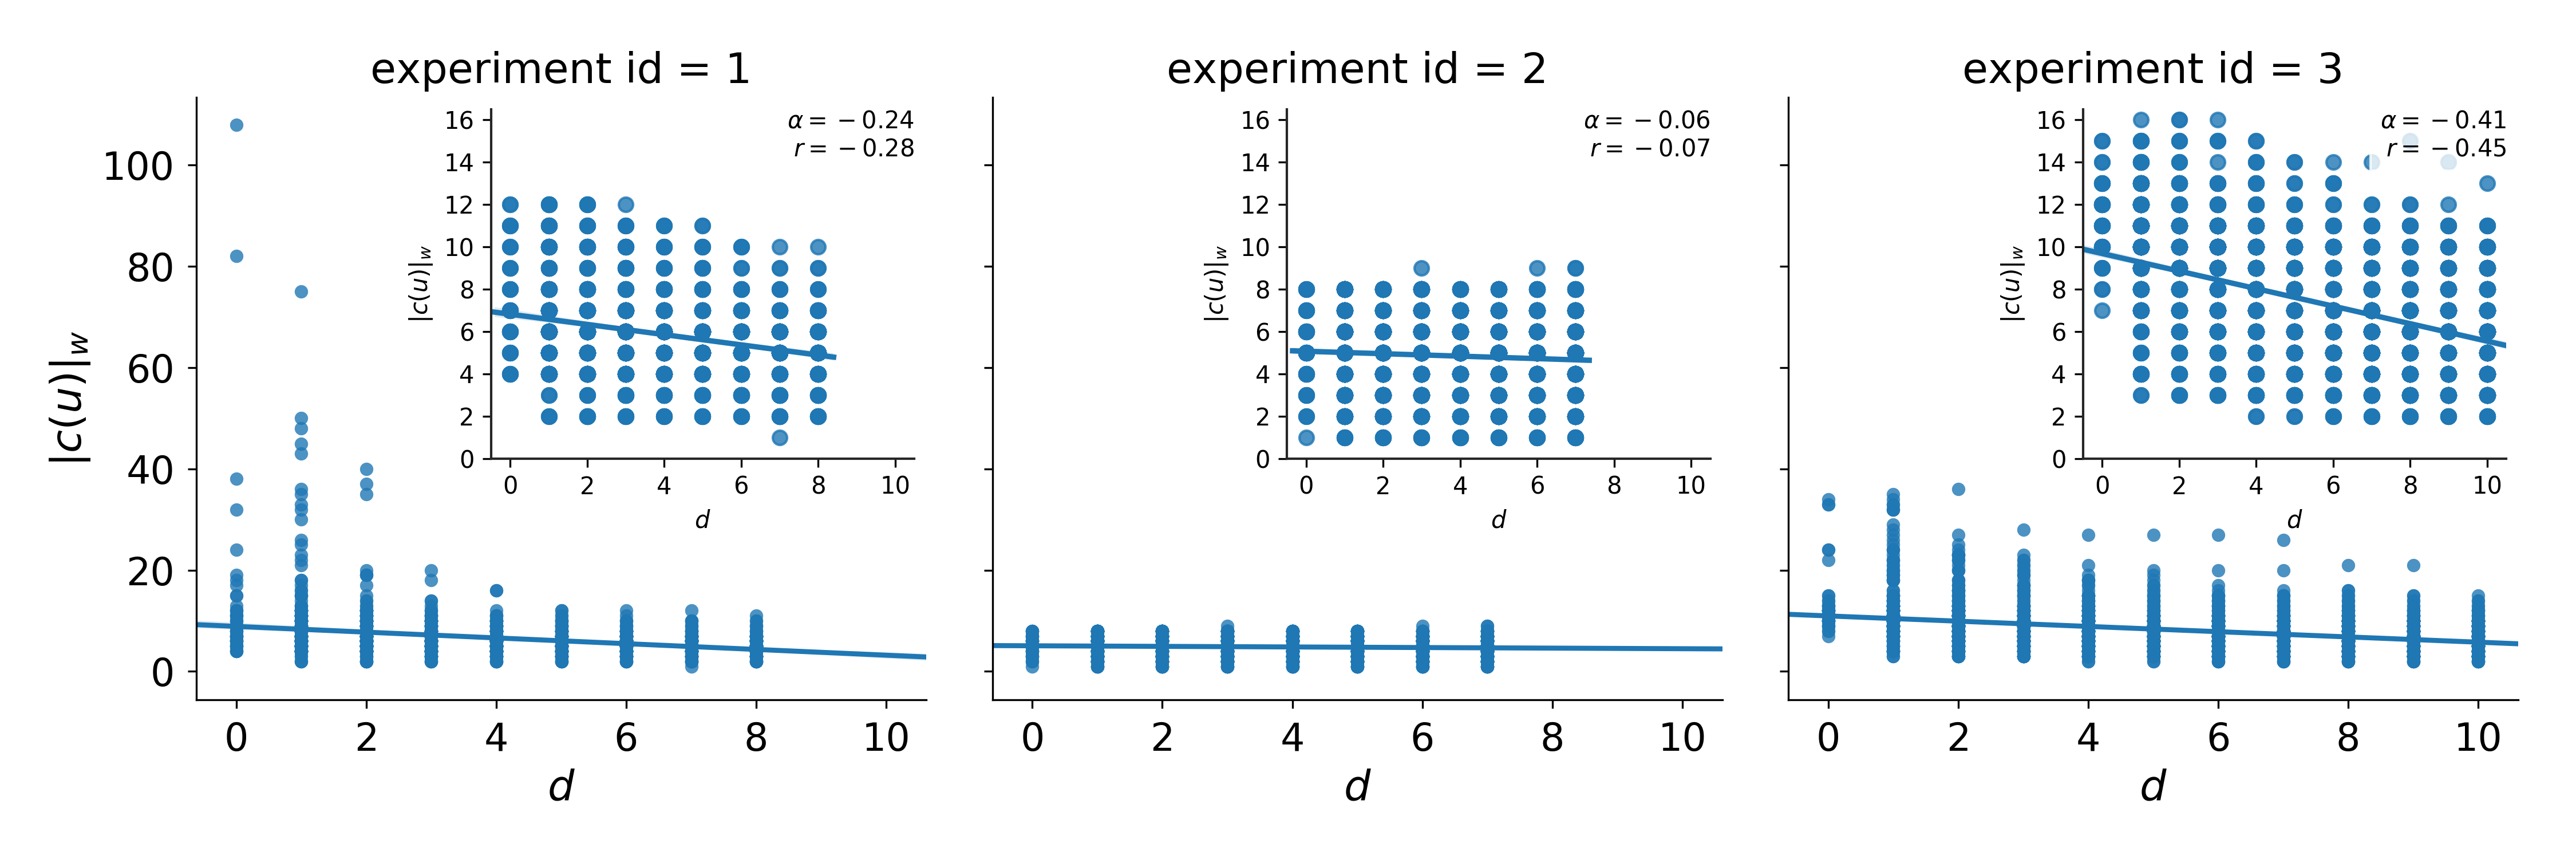 experiment id = 1
experiment id = 2
experiment id = 3
|c(u)|w
100
80
60
40
20
0
0 2 4 6 8 10
d
16
14
12
10
8
6
4
2
0
|c(u)|w
0 2 4 6 8 10
d
α = −0.24
r = −0.28
0 2 4 6 8 10
d
16
14
12
10
8
6
4
2
0
|c(u)|w
0 2 4 6 8 10
d
α = −0.06
r = −0.07
0 2 4 6 8 10
d
16
14
12
10
8
6
4
2
0
|c(u)|w
0 2 4 6 8 10
d
α = −0.41
r = −0.45